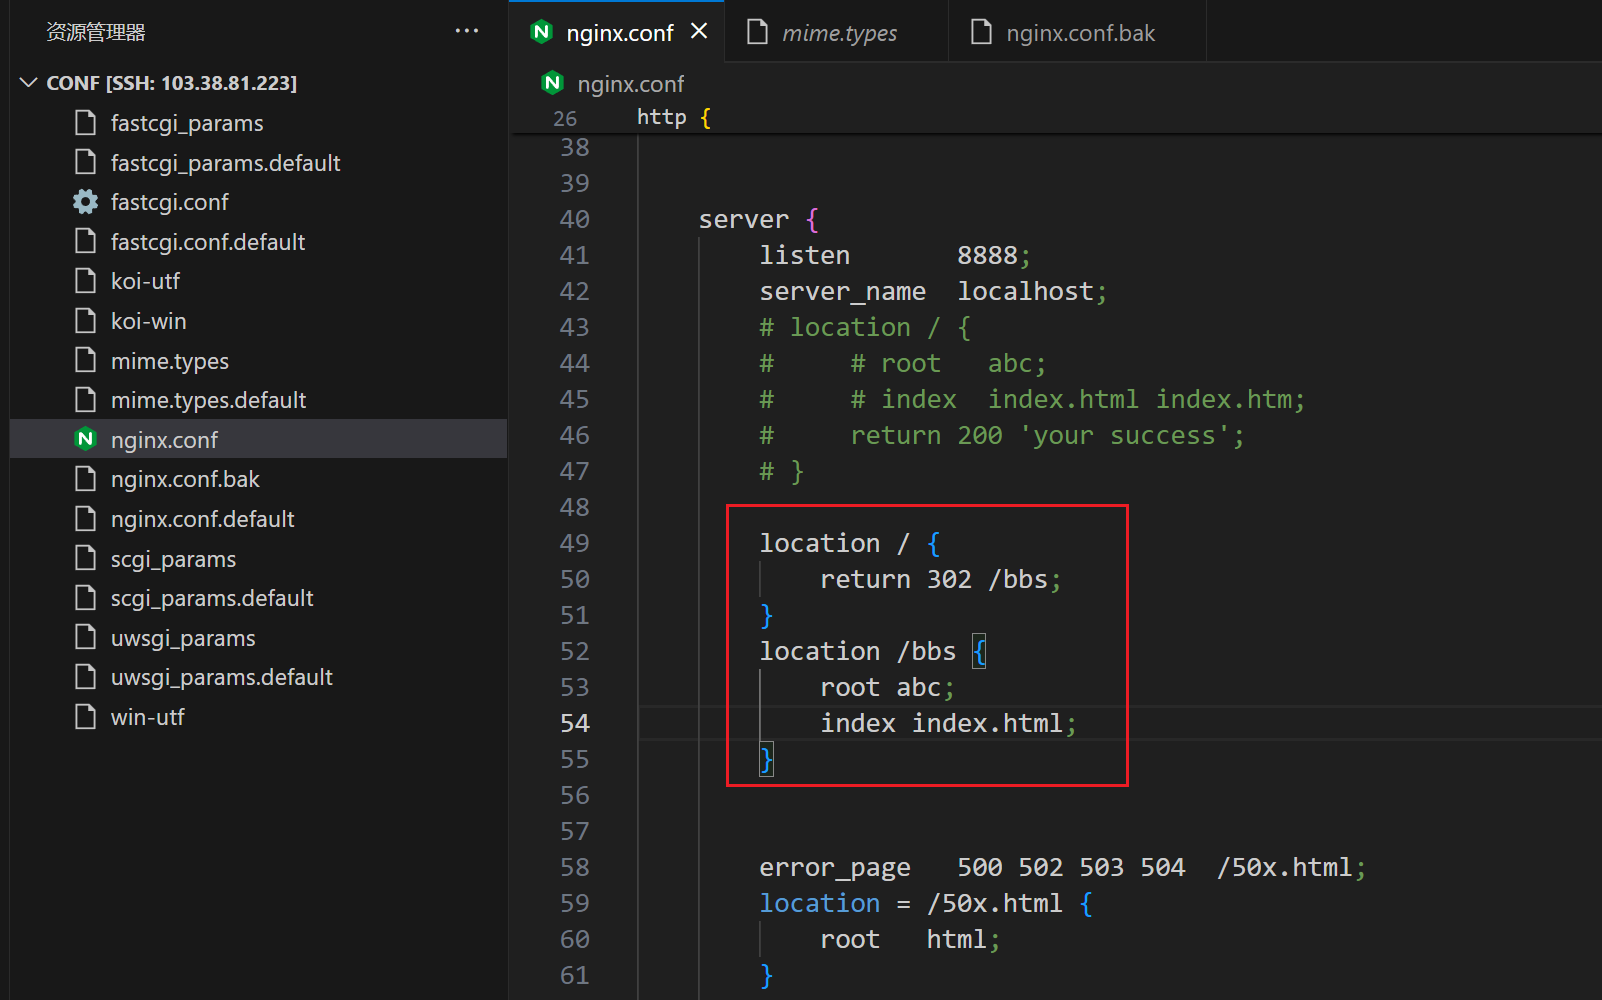 资源管理器
CONF [SSH: 103.38.81.223]
fastcgi_params
fastcgi_params.default
fastcgi.conf
fastcgi.conf.default
koi-utf
koi-win
mime.types
mime.types.default
nginx.conf
nginx.conf.bak
nginx.conf.default
scgi_params
scgi_params.default
uwsgi_params
uwsgi_params.default
win-utf
nginx.conf mime.types nginx.conf.bak
nginx.conf
26 http {
38
39
40 server {
41 listen 8888;
42 server_name localhost;
43 # location / {
44 # # root abc;
45 # # index index.html index.htm;
46 # return 200 'your success';
47 # }
48
49 location / {
50 return 302 /bbs;
51 }
52 location /bbs {
53 root abc;
54 index index.html;
55 }
56
57
58 error_page 500 502 503 504 /50x.html;
59 location = /50x.html {
60 root html;
61 }